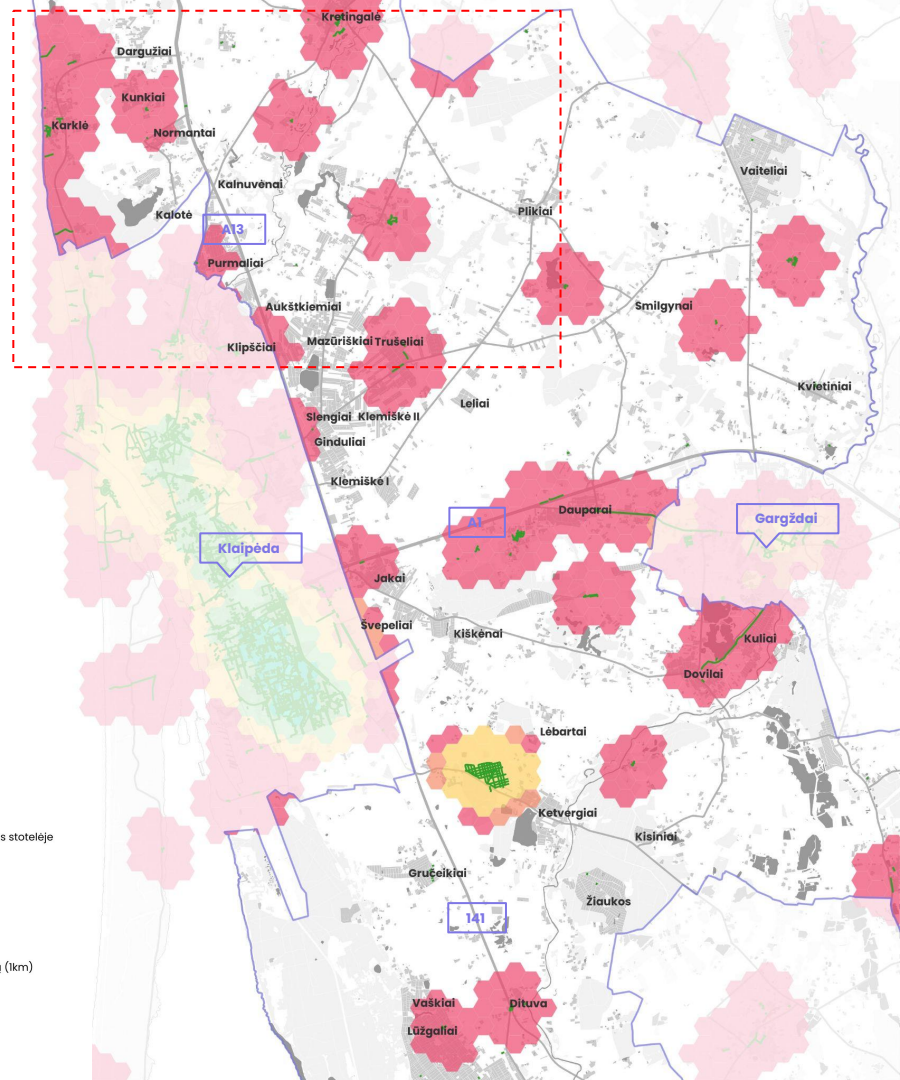 Kretingalė
Dargužiai
Kunkiai
Karklė
Normantai
Vaiteliai
Kalnuvėnai
Kalotė
Plikiai
A13
Purmaliai
Aukštkiemiai
Smilgynai
Mazūriškiai
Trušeliai
Klipščiai
Kvietiniai
Leliai
Slengiai
Klemiškė II
Ginduliai
Klemiškė I
Dauparai
A1
Gargždai
Klaipėda
Jakai
Švepeliai
Kiškėnai
Kuliai
Dovilai
Lėbartai
Ketvergiai
s stotelėje
Kisiniai
Gručeikiai
Žiaukos
141
ų (1km)
Vaškiai
Dituva
Lūžgaliai